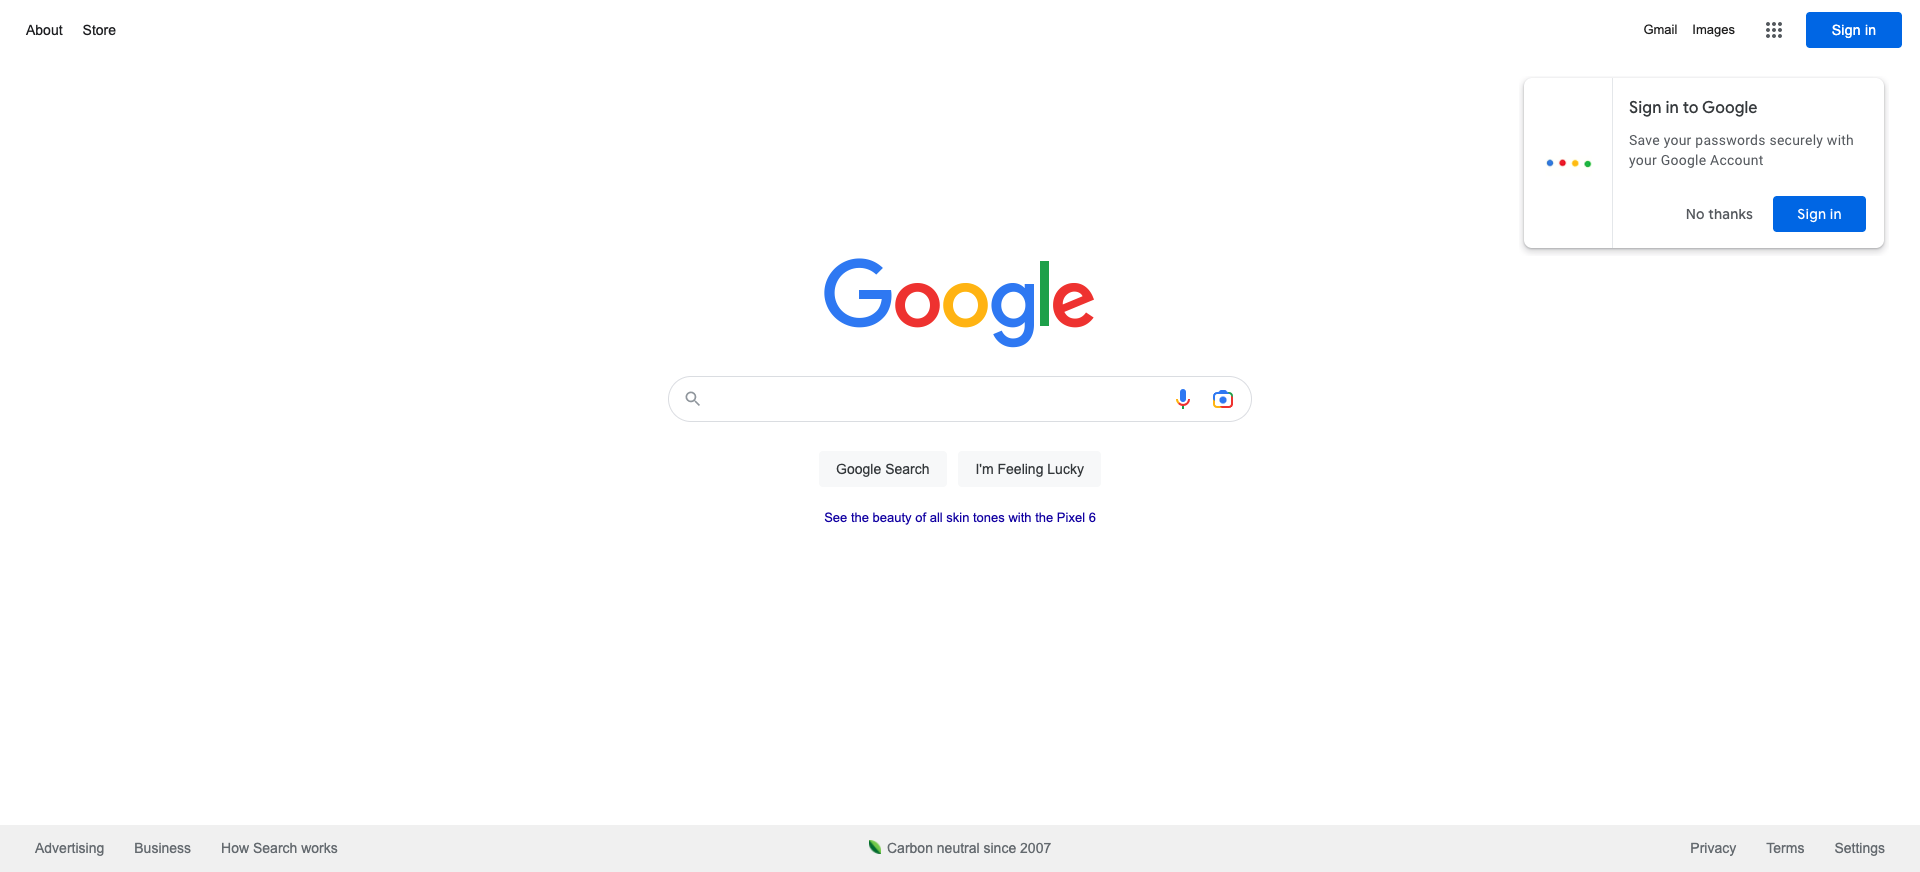 About Store Gmail Images Sign in
Sign in to Google
Save your passwords securely with
your Google Account
No thanks Sign in
Google
Google Search I'm Feeling Lucky
See the beauty of all skin tones with the Pixel 6
Advertising Business How Search works Carbon neutral since 2007 Privacy Terms Settings